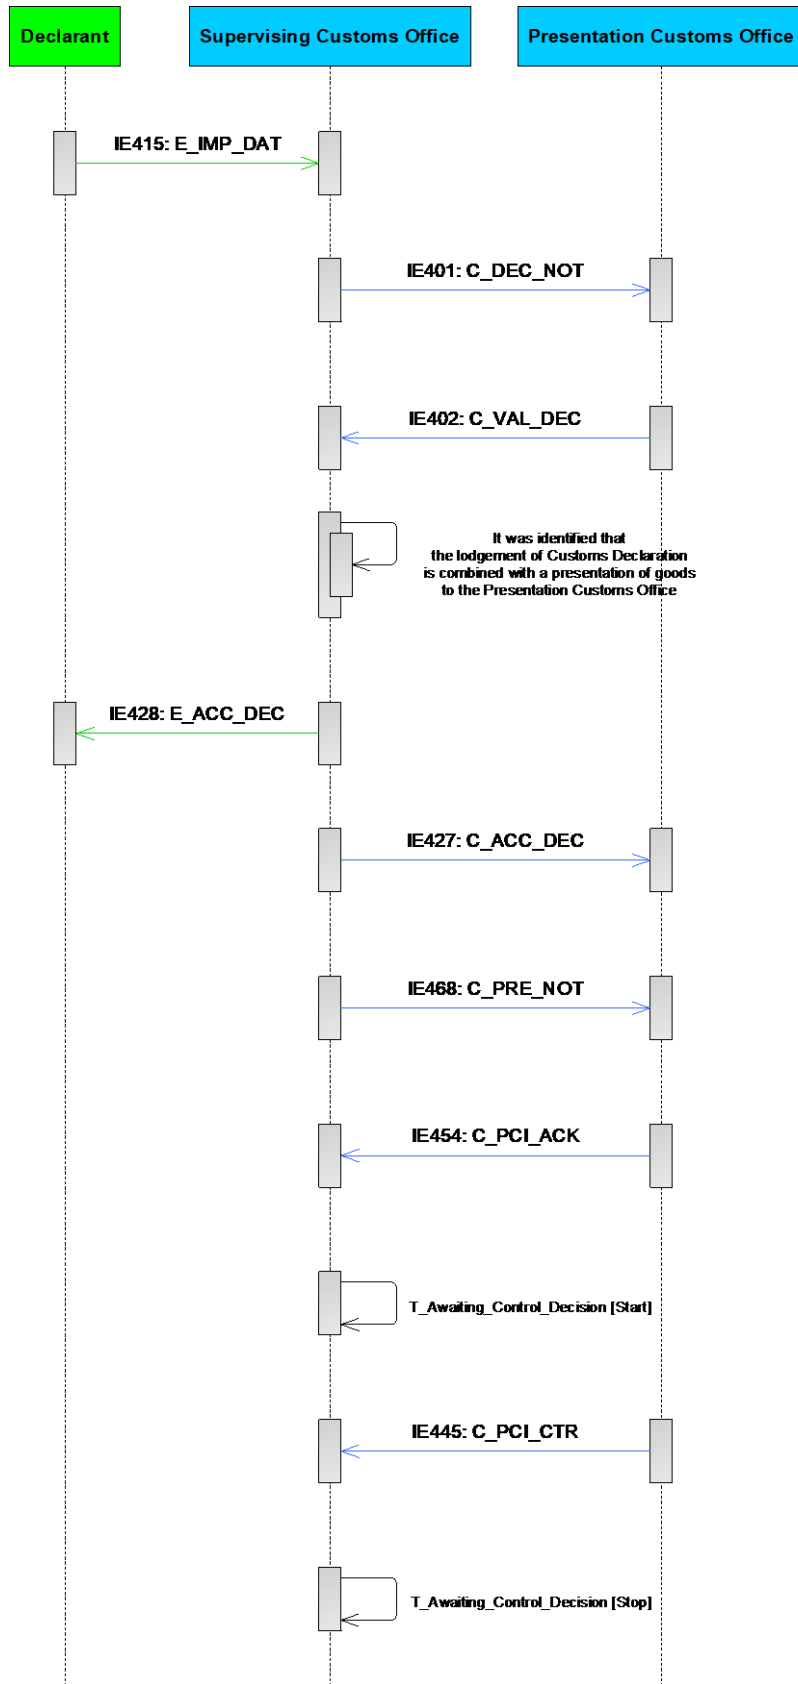 Declarant
Supervising Customs Office
Presentation Customs Office
IE415: E_IMP_DAT
IE401: C_DEC_NOT
IE402: C_VAL_DEC
It was identified that
the lodgement of Customs Declaration
is combined with a presentation of goods
to the Presentation Customs Office
IE428: E_ACC_DEC
IE427: C_ACC_DEC
IE468: C_PRE_NOT
IE454: C_PCI_ACK
T_Awaiting_Control_Decision [Start]
IE445: C_PCI_CTR
T_Awaiting_Control_Decision [Stop]